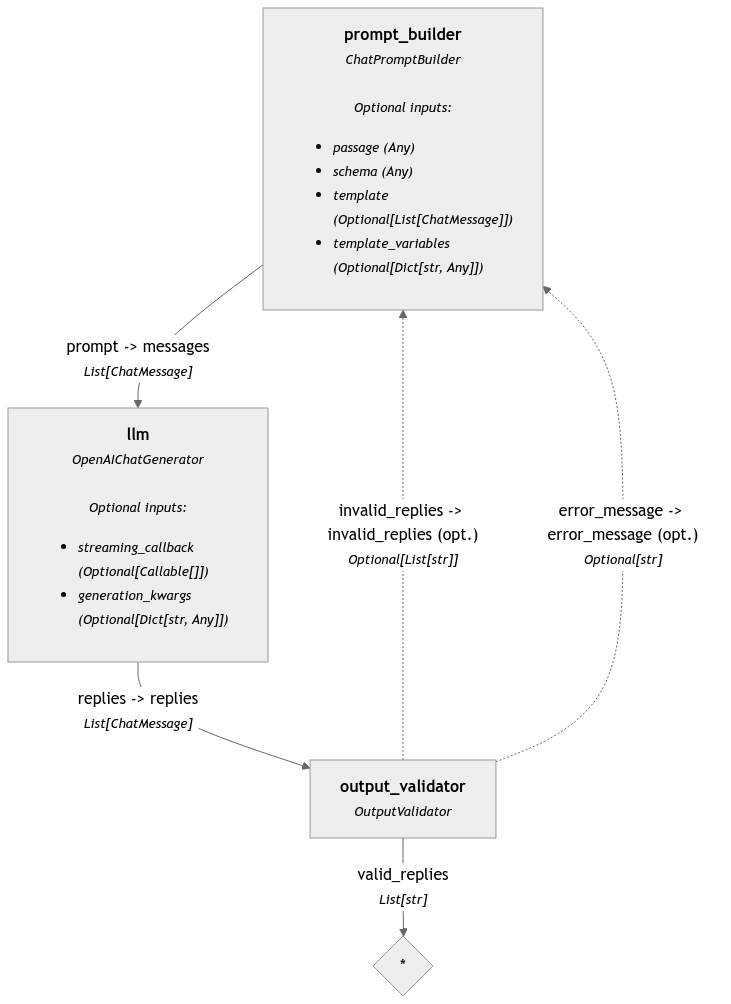 prompt_builder
ChatPromptBuilder
Optional inputs:
passage (Any)
schema (Any)
template
(Optional[List[ChatMessage]])
template_variables
(Optional[Dict[str, Any]])
prompt -> messages
List[ChatMessage]
llm
OpenAIChatGenerator
Optional inputs:
streaming_callback
(Optional[Callable[]])
generation_kwargs
(Optional[Dict[str, Any]])
invalid_replies ->
invalid_replies (opt.)
Optional[List[str]]
error_message ->
error_message (opt.)
Optional[str]
replies -> replies
List[ChatMessage]
output_validator
OutputValidator
valid_replies
List[str]
*